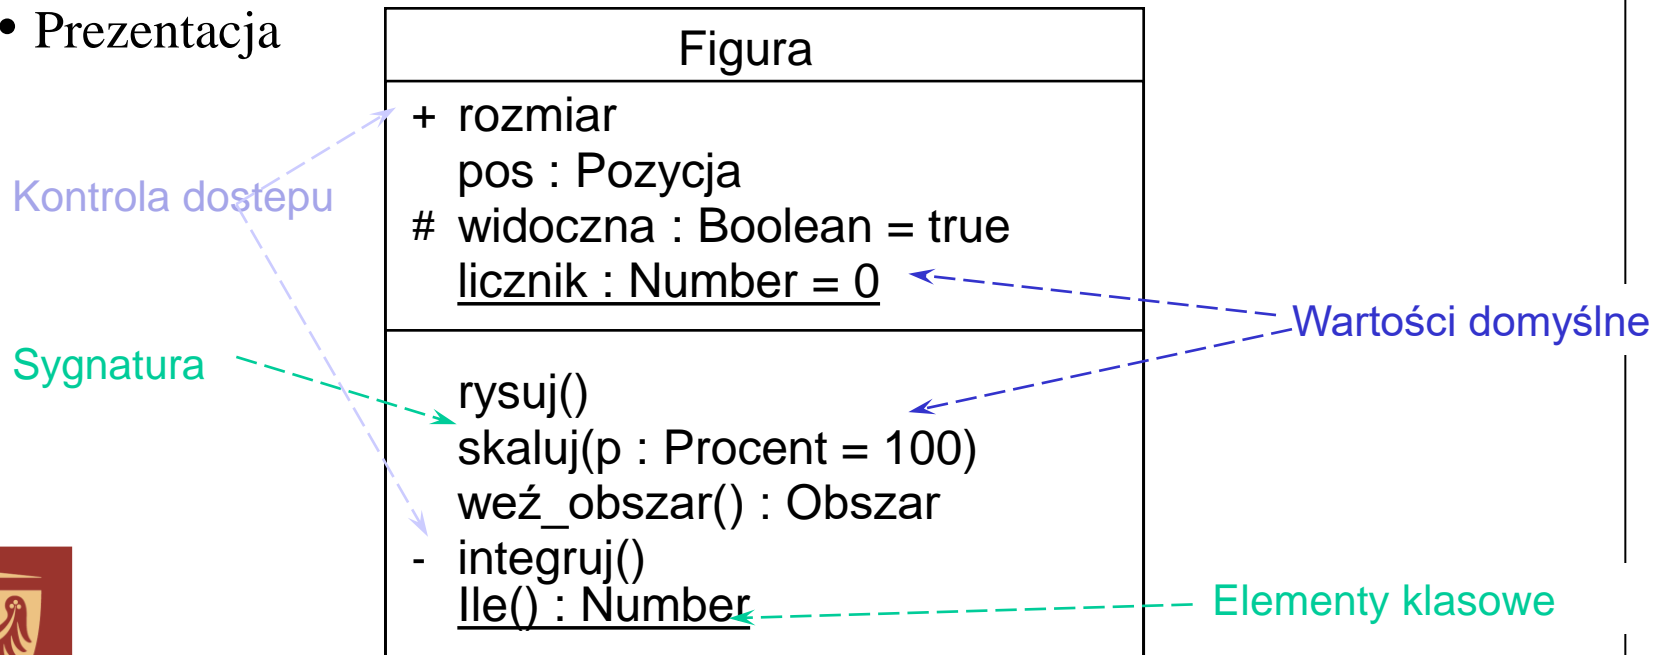 • Prezentacja
Figura
+ rozmiar
pos : Pozycja
# widoczna : Boolean = true
licznik : Number = 0
rysuj()
skaluj(p : Procent = 100)
weź_obszar() : Obszar
- integruj()
Ile() : Number
Kontrola dostepu
Sygnatura
Wartości domyślne
Elementy klasowe